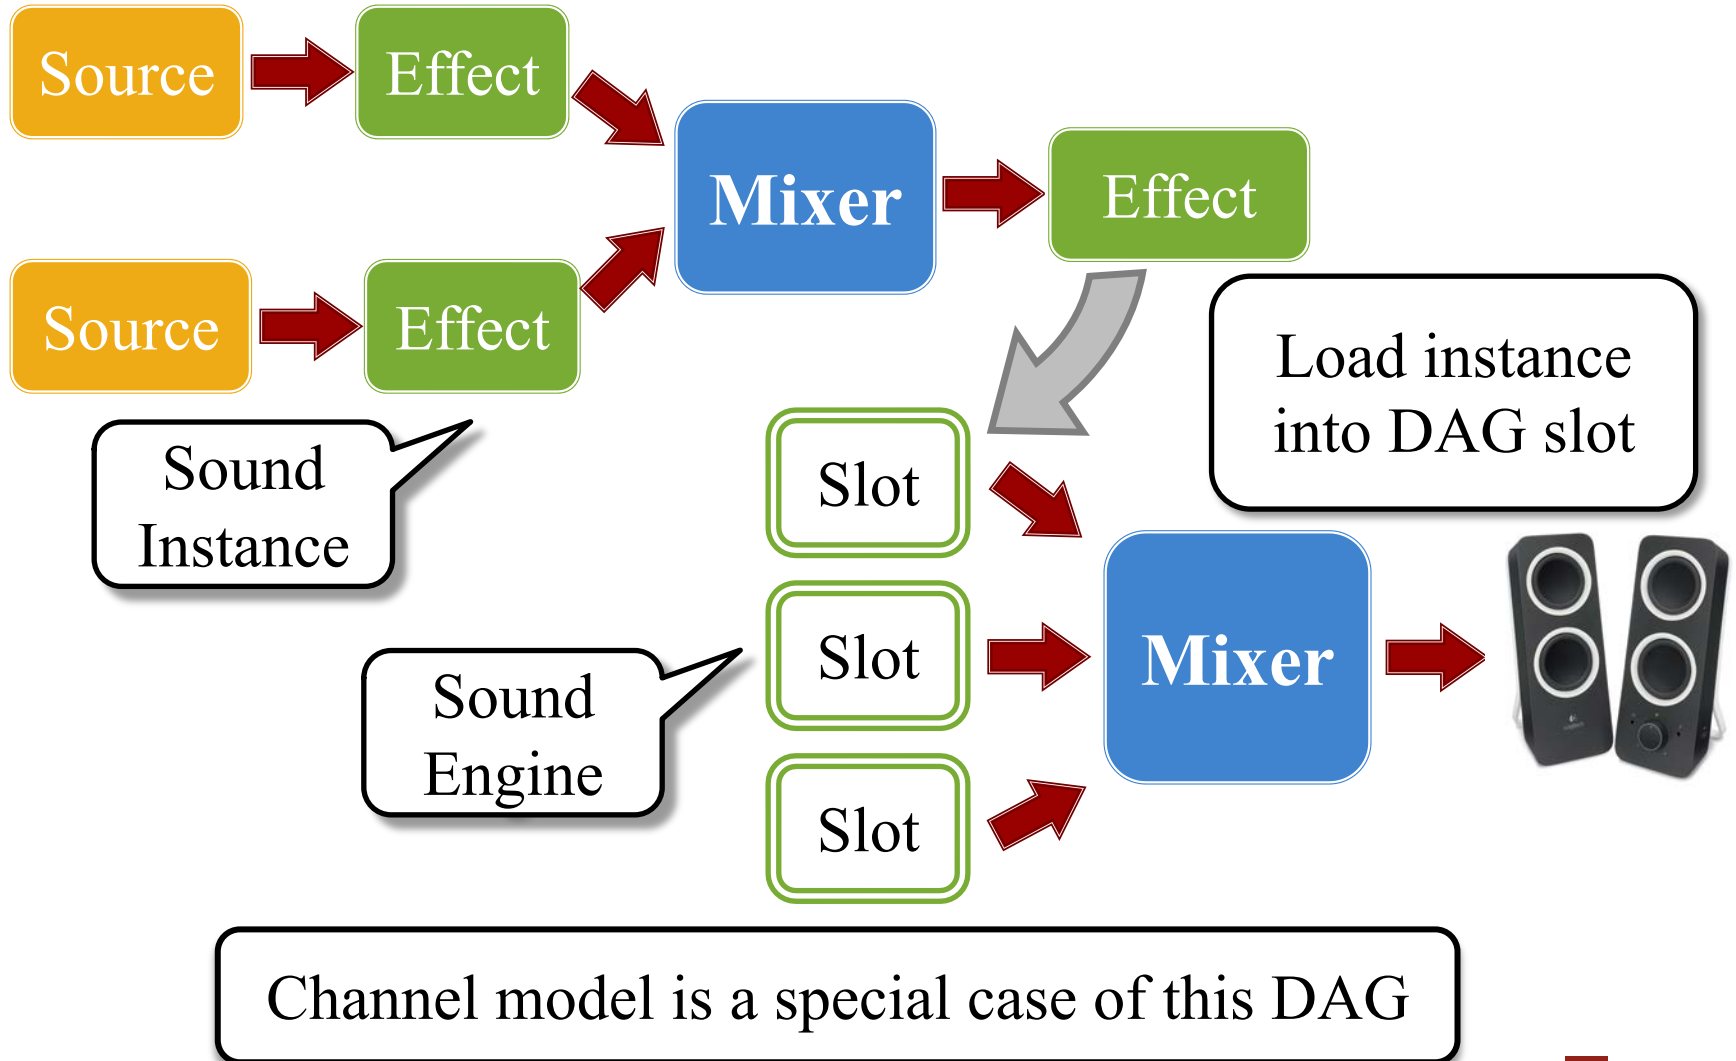 Source
Effect
Mixer
Effect
Source
Effect
Load instance
into DAG slot
Sound
Instance
Slot
Slot
Mixer
Sound
Engine
Slot
Channel model is a special case of this DAG